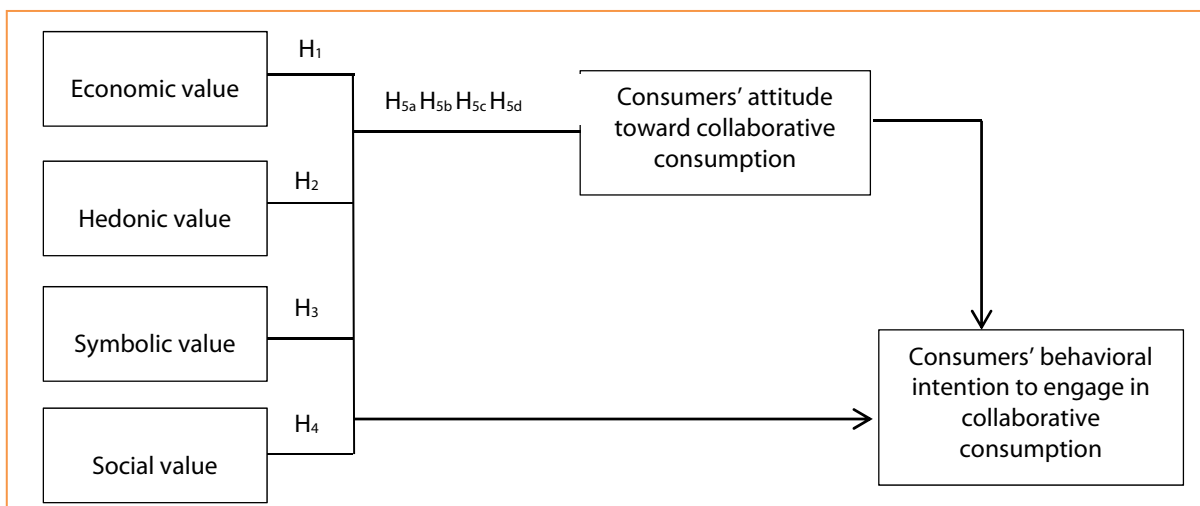 Economic value
H₁
H₅ₐ H₅b H₅c H₅d
Consumers’ attitude
toward collaborative
consumption
Hedonic value
H₂
Symbolic value
H₃
Social value
H₄
Consumers’ behavioral
intention to engage in
collaborative
consumption